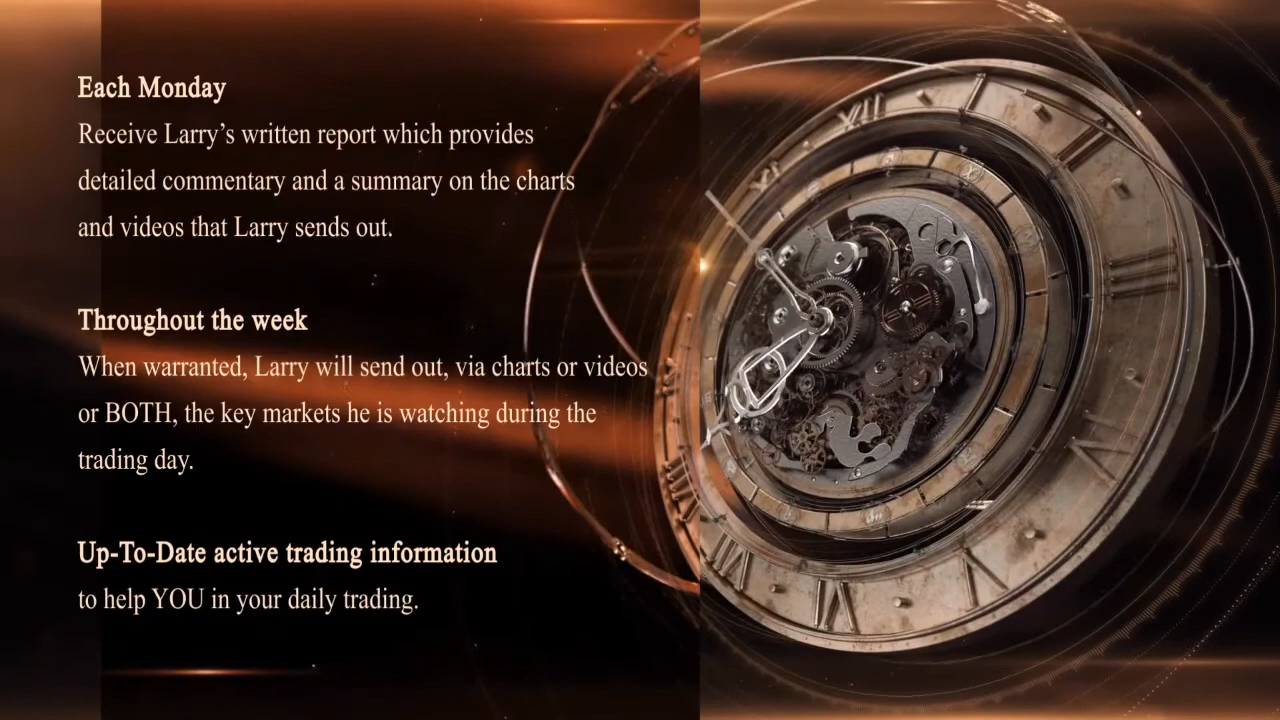 Each Monday
Receive Larry’s written report which provides
detailed commentary and a summary on the charts
and videos that Larry sends out.
Throughout the week
When warranted, Larry will send out, via charts or videos
or BOTH, the key markets he is watching during the
trading day.
Up-To-Date active trading information
to help YOU in your daily trading.